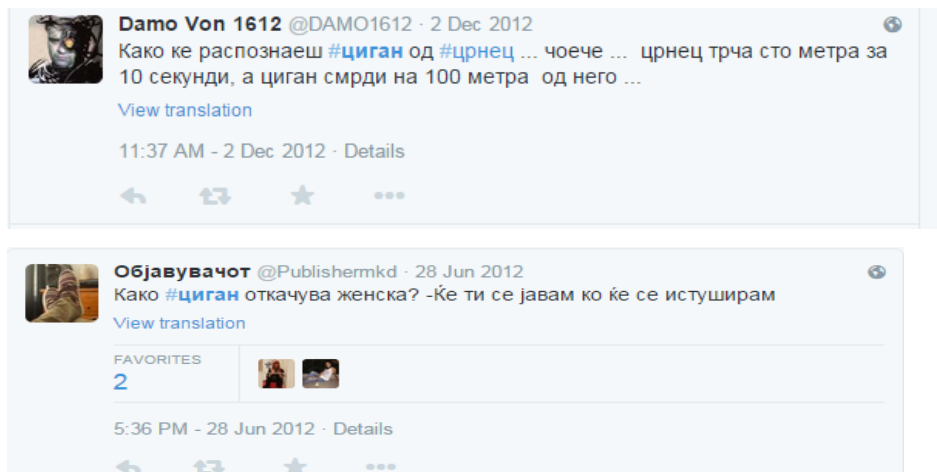 Damo Von 1612 @DAMO1612 · 2 Dec 2012
Како ке распознаеш #циган од #црнец ... чоече ... црнец трча сто метра за
10 секунди, а циган смрди на 100 метра од него ...
View translation
11:37 AM - 2 Dec 2012 · Details
Објавувачот @Publishermkd · 28 Jun 2012
Како #циган откачува женска? -Ќе ти се јавам ко ќе се истуширам
View translation
FAVORITES
2
5:36 PM - 28 Jun 2012 · Details